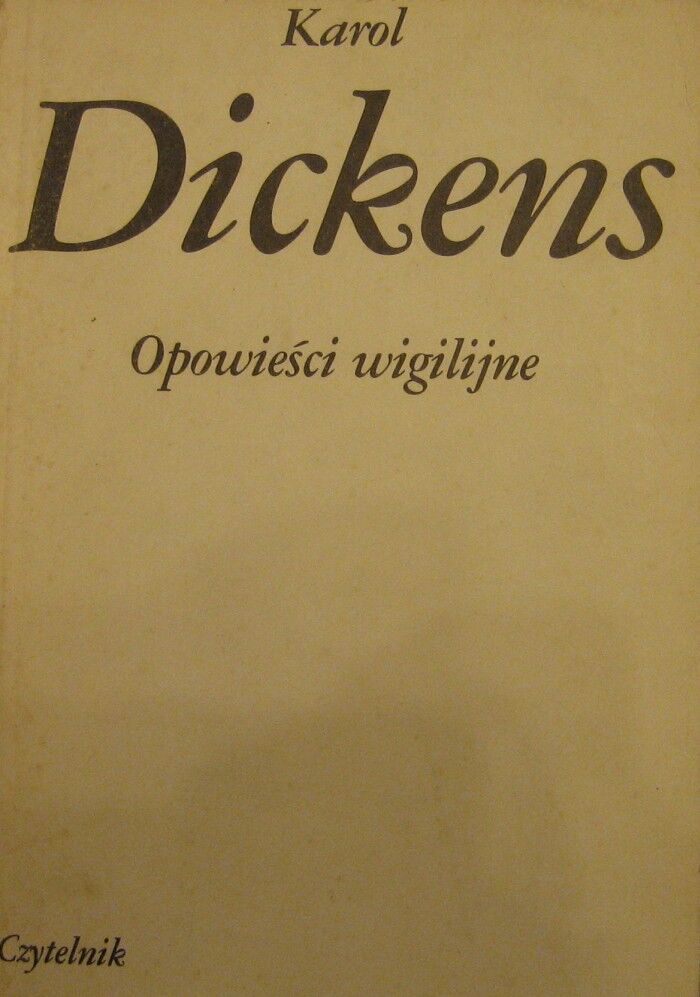 Karol
Dickens
Opowieści wigilijne
Czytelnik